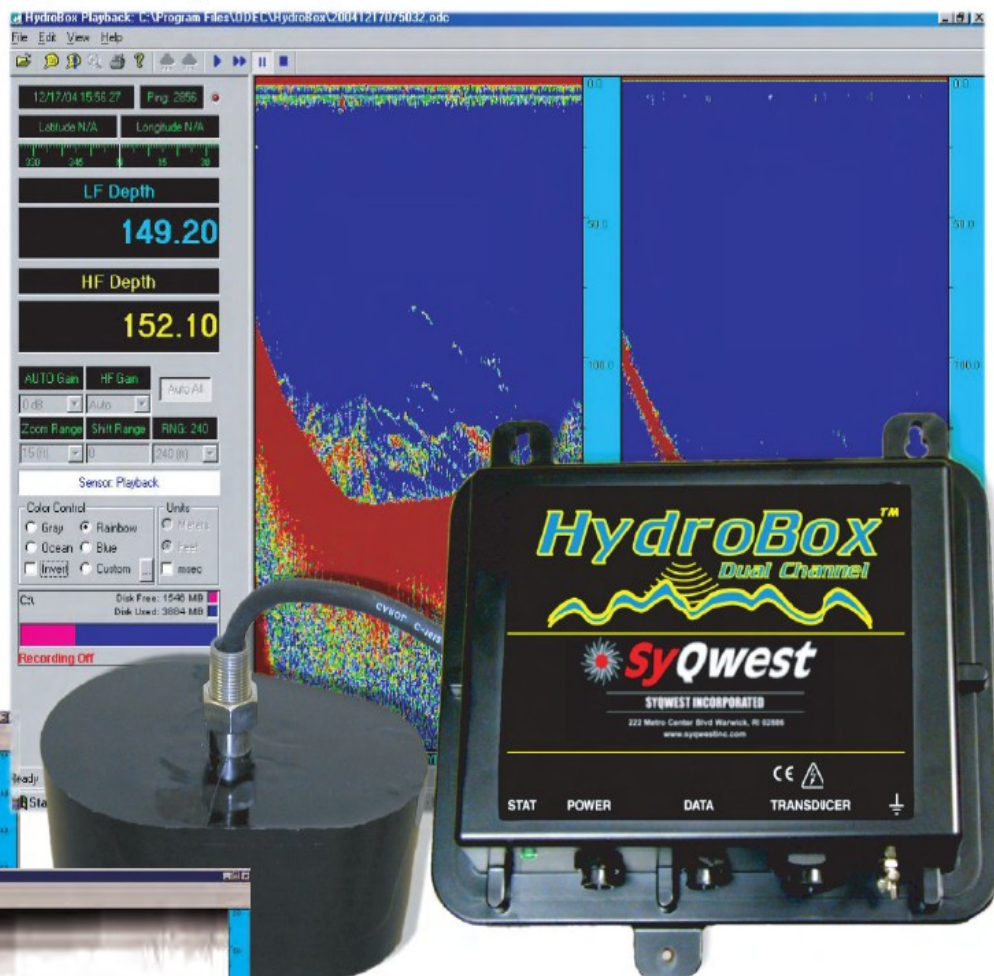 HydroBox Playback: C:\Program Files\ODEC\HydroBox\20041217075032.odc
File Edit View Help
12/17/04 15:56:27 Ping: 2856
Latitude N/A Longitude N/A
330 345 N 15 30
LF Depth
149.20
HF Depth
152.10
AUTO Gain HF Gain Auto All
0 dB Auto
Zoom Range Shift Range RNG: 240
15 (ft) 0 240 (ft)
Sensor: Playback
Color Control Units
Gray Rainbow Meters
Ocean Blue Feet
Invert Custom ... msec
C:\ Disk Free: 1546 MB
Disk Used: 3884 MB
Recording Off
0.0
50.0
100.0
0.0
50.0
100.0
Ready
Sta
HydroBox™
Dual Channel
SyQwest
SYQWEST INCORPORATED
222 Metro Center Blvd Warwick, RI 02886
www.syqwestinc.com
CE
STAT POWER DATA TRANSDUCER